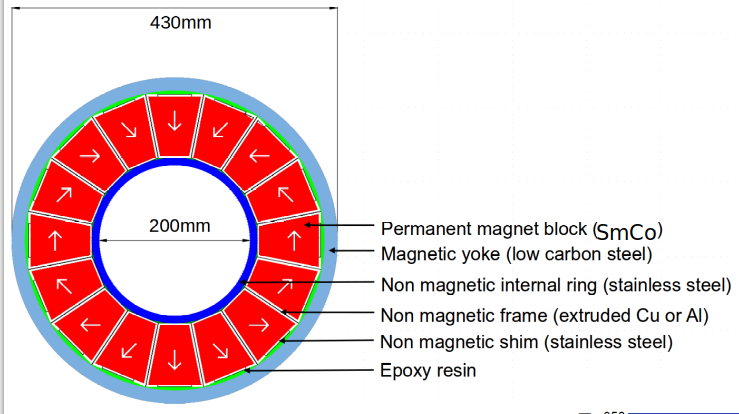 430mm
200mm
Permanent magnet block (SmCo)
Magnetic yoke (low carbon steel)
Non magnetic internal ring (stainless steel)
Non magnetic frame (extruded Cu or Al)
Non magnetic shim (stainless steel)
Epoxy resin